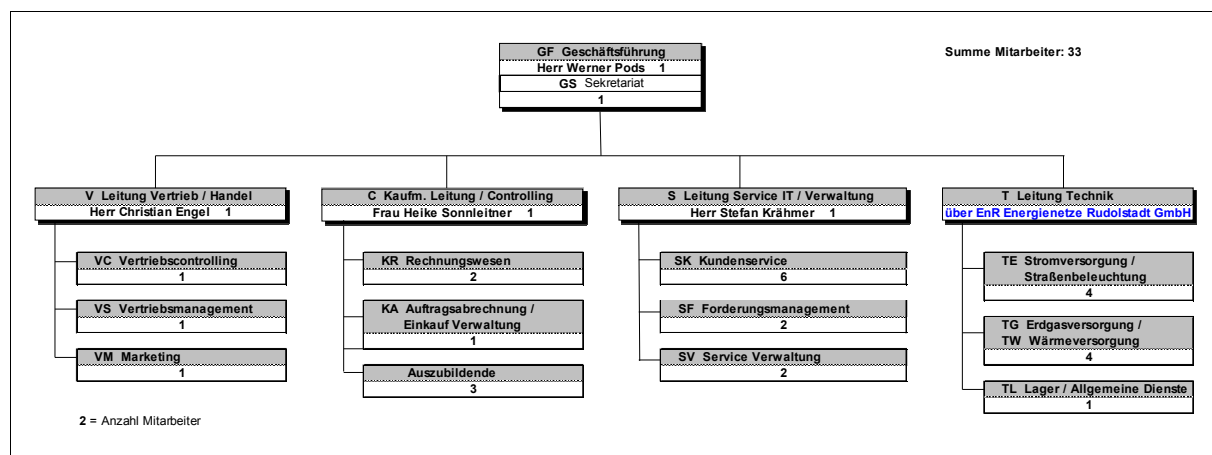 GF Geschäftsführung
Herr Werner Pods 1
GS Sekretariat
1
Summe Mitarbeiter: 33
V Leitung Vertrieb / Handel
Herr Christian Engel 1
VC Vertriebscontrolling
1
VS Vertriebsmanagement
1
VM Marketing
1
C Kaufm. Leitung / Controlling
Frau Heike Sonnleitner 1
KR Rechnungswesen
2
KA Auftragsabrechnung /
Einkauf Verwaltung
1
Auszubildende
3
S Leitung Service IT / Verwaltung
Herr Stefan Krähmer 1
SK Kundenservice
6
SF Forderungsmanagement
2
SV Service Verwaltung
2
T Leitung Technik
über EnR Energienetze Rudolstadt GmbH
TE Stromversorgung /
Straßenbeleuchtung
4
TG Erdgasversorgung /
TW Wärmeversorgung
4
TL Lager / Allgemeine Dienste
1
2 = Anzahl Mitarbeiter